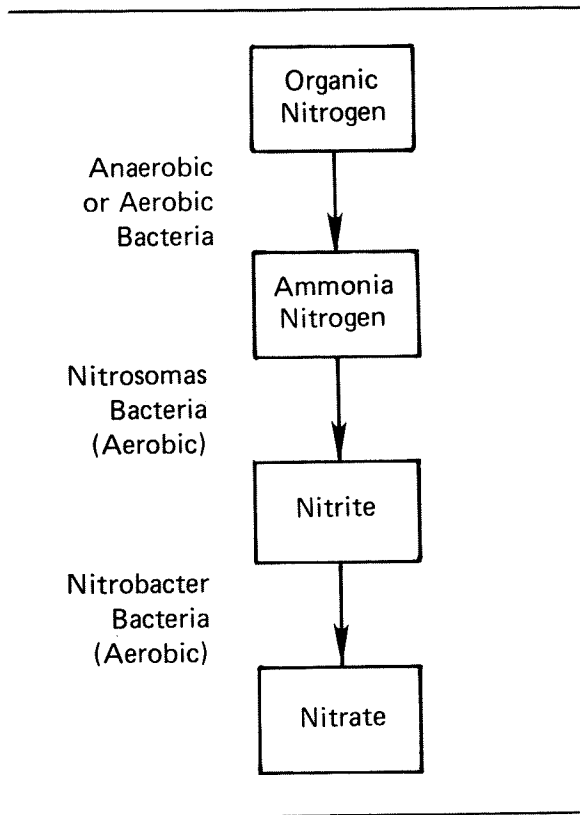 Organic
Nitrogen
Anaerobic
or Aerobic
Bacteria
Ammonia
Nitrogen
Nitrosomas
Bacteria
(Aerobic)
Nitrite
Nitrobacter
Bacteria
(Aerobic)
Nitrate